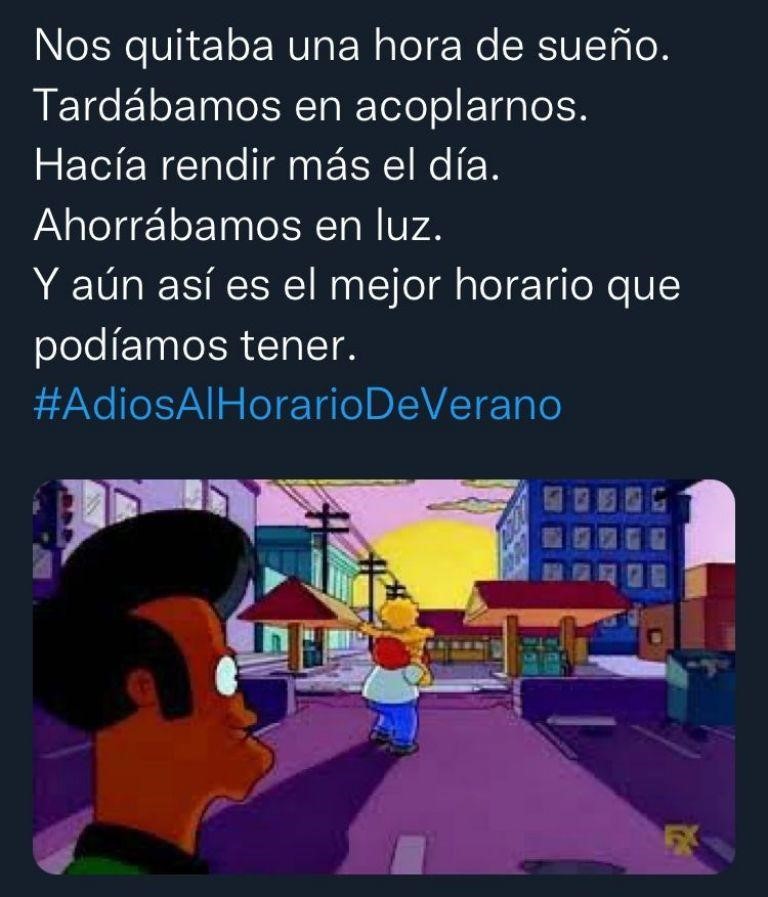 Nos quitaba una hora de sueño.
Tardábamos en acoplarnos.
Hacía rendir más el día.
Ahorrábamos en luz.
Y aún así es el mejor horario que
podíamos tener.
#AdiosAlHorarioDeVerano
FX